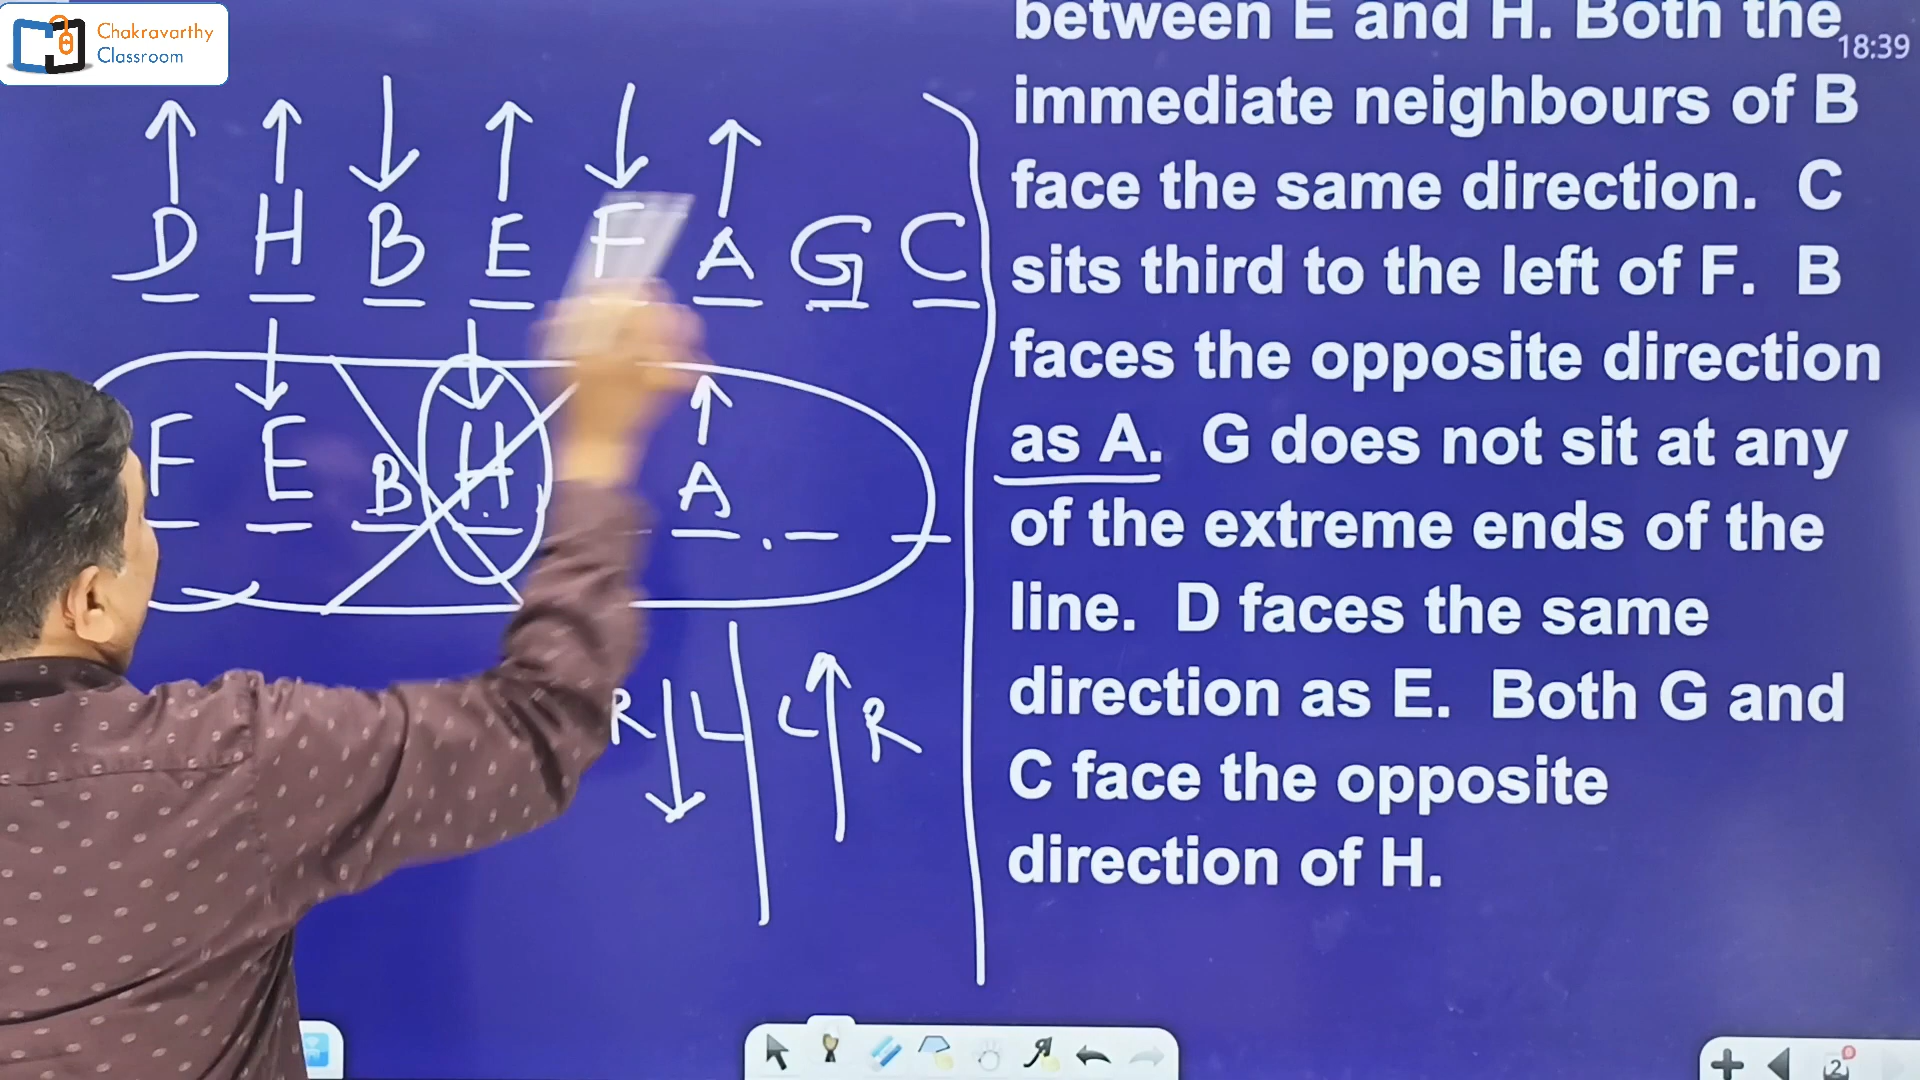 Chakravarthy
Classroom
between E and H. Both the
18:39
immediate neighbours of B
face the same direction. C
sits third to the left of F. B
faces the opposite direction
as A. G does not sit at any
of the extreme ends of the
line. D faces the same
direction as E. Both G and
C face the opposite
direction of H.
D H B E F A G C
F E B H A
R L L R
2